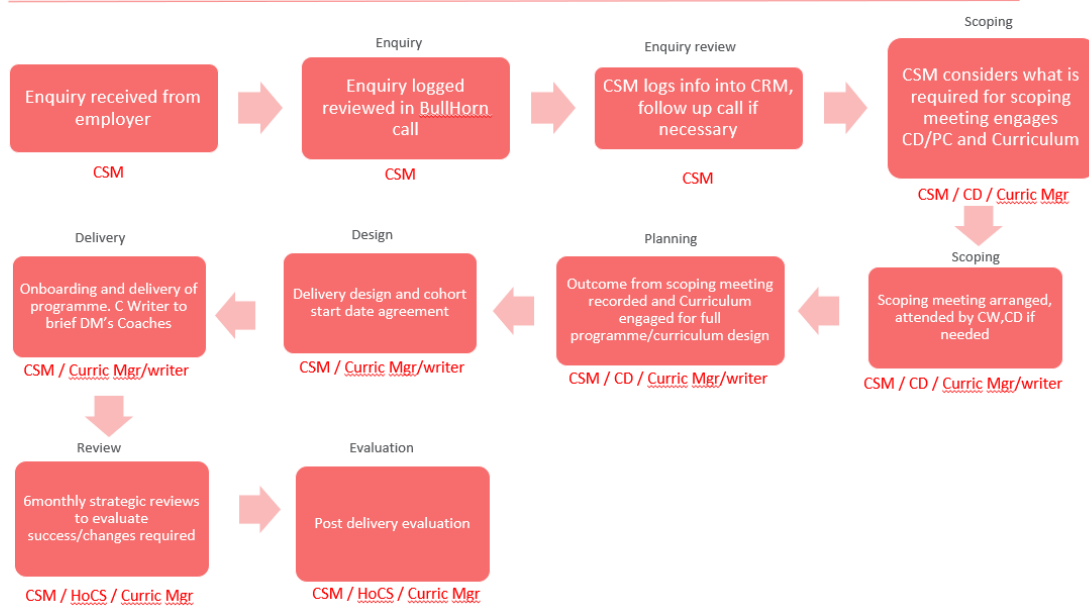 Enquiry received from
employer
CSM
Enquiry
Enquiry logged
reviewed in BullHorn
call
CSM
Enquiry review
CSM logs info into CRM,
follow up call if
necessary
CSM
Scoping
CSM considers what is
required for scoping
meeting engages
CD/PC and Curriculum
CSM / CD / Curric Mgr
Scoping
Scoping meeting arranged,
attended by CW,CD if
needed
CSM / CD / Curric Mgr/writer
Planning
Outcome from scoping meeting
recorded and Curriculum
engaged for full
programme/curriculum design
CSM / CD / Curric Mgr/writer
Design
Delivery design and cohort
start date agreement
CSM / Curric Mgr/writer
Delivery
Onboarding and delivery of
programme. C Writer to
brief DM's Coaches
CSM / Curric Mgr/writer
Review
6monthly strategic reviews
to evaluate
success/changes required
CSM / HoCS / Curric Mgr
Evaluation
Post delivery evaluation
CSM / HoCS / Curric Mgr